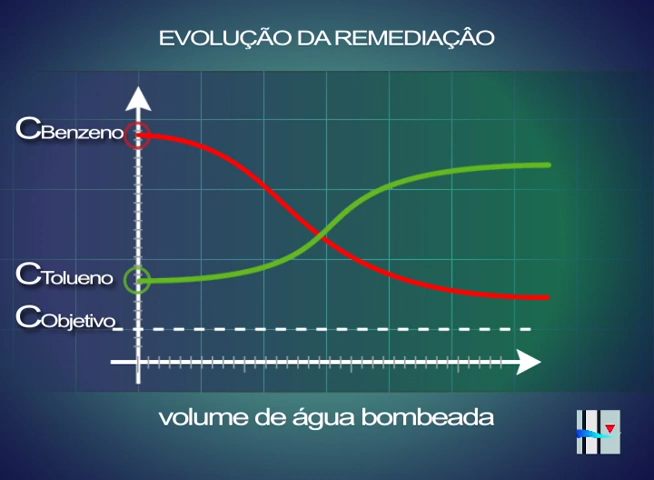 EVOLUÇÃO DA REMEDIAÇÂO
CBenzeno
CTolueno
CObjetivo
volume de água bombeada